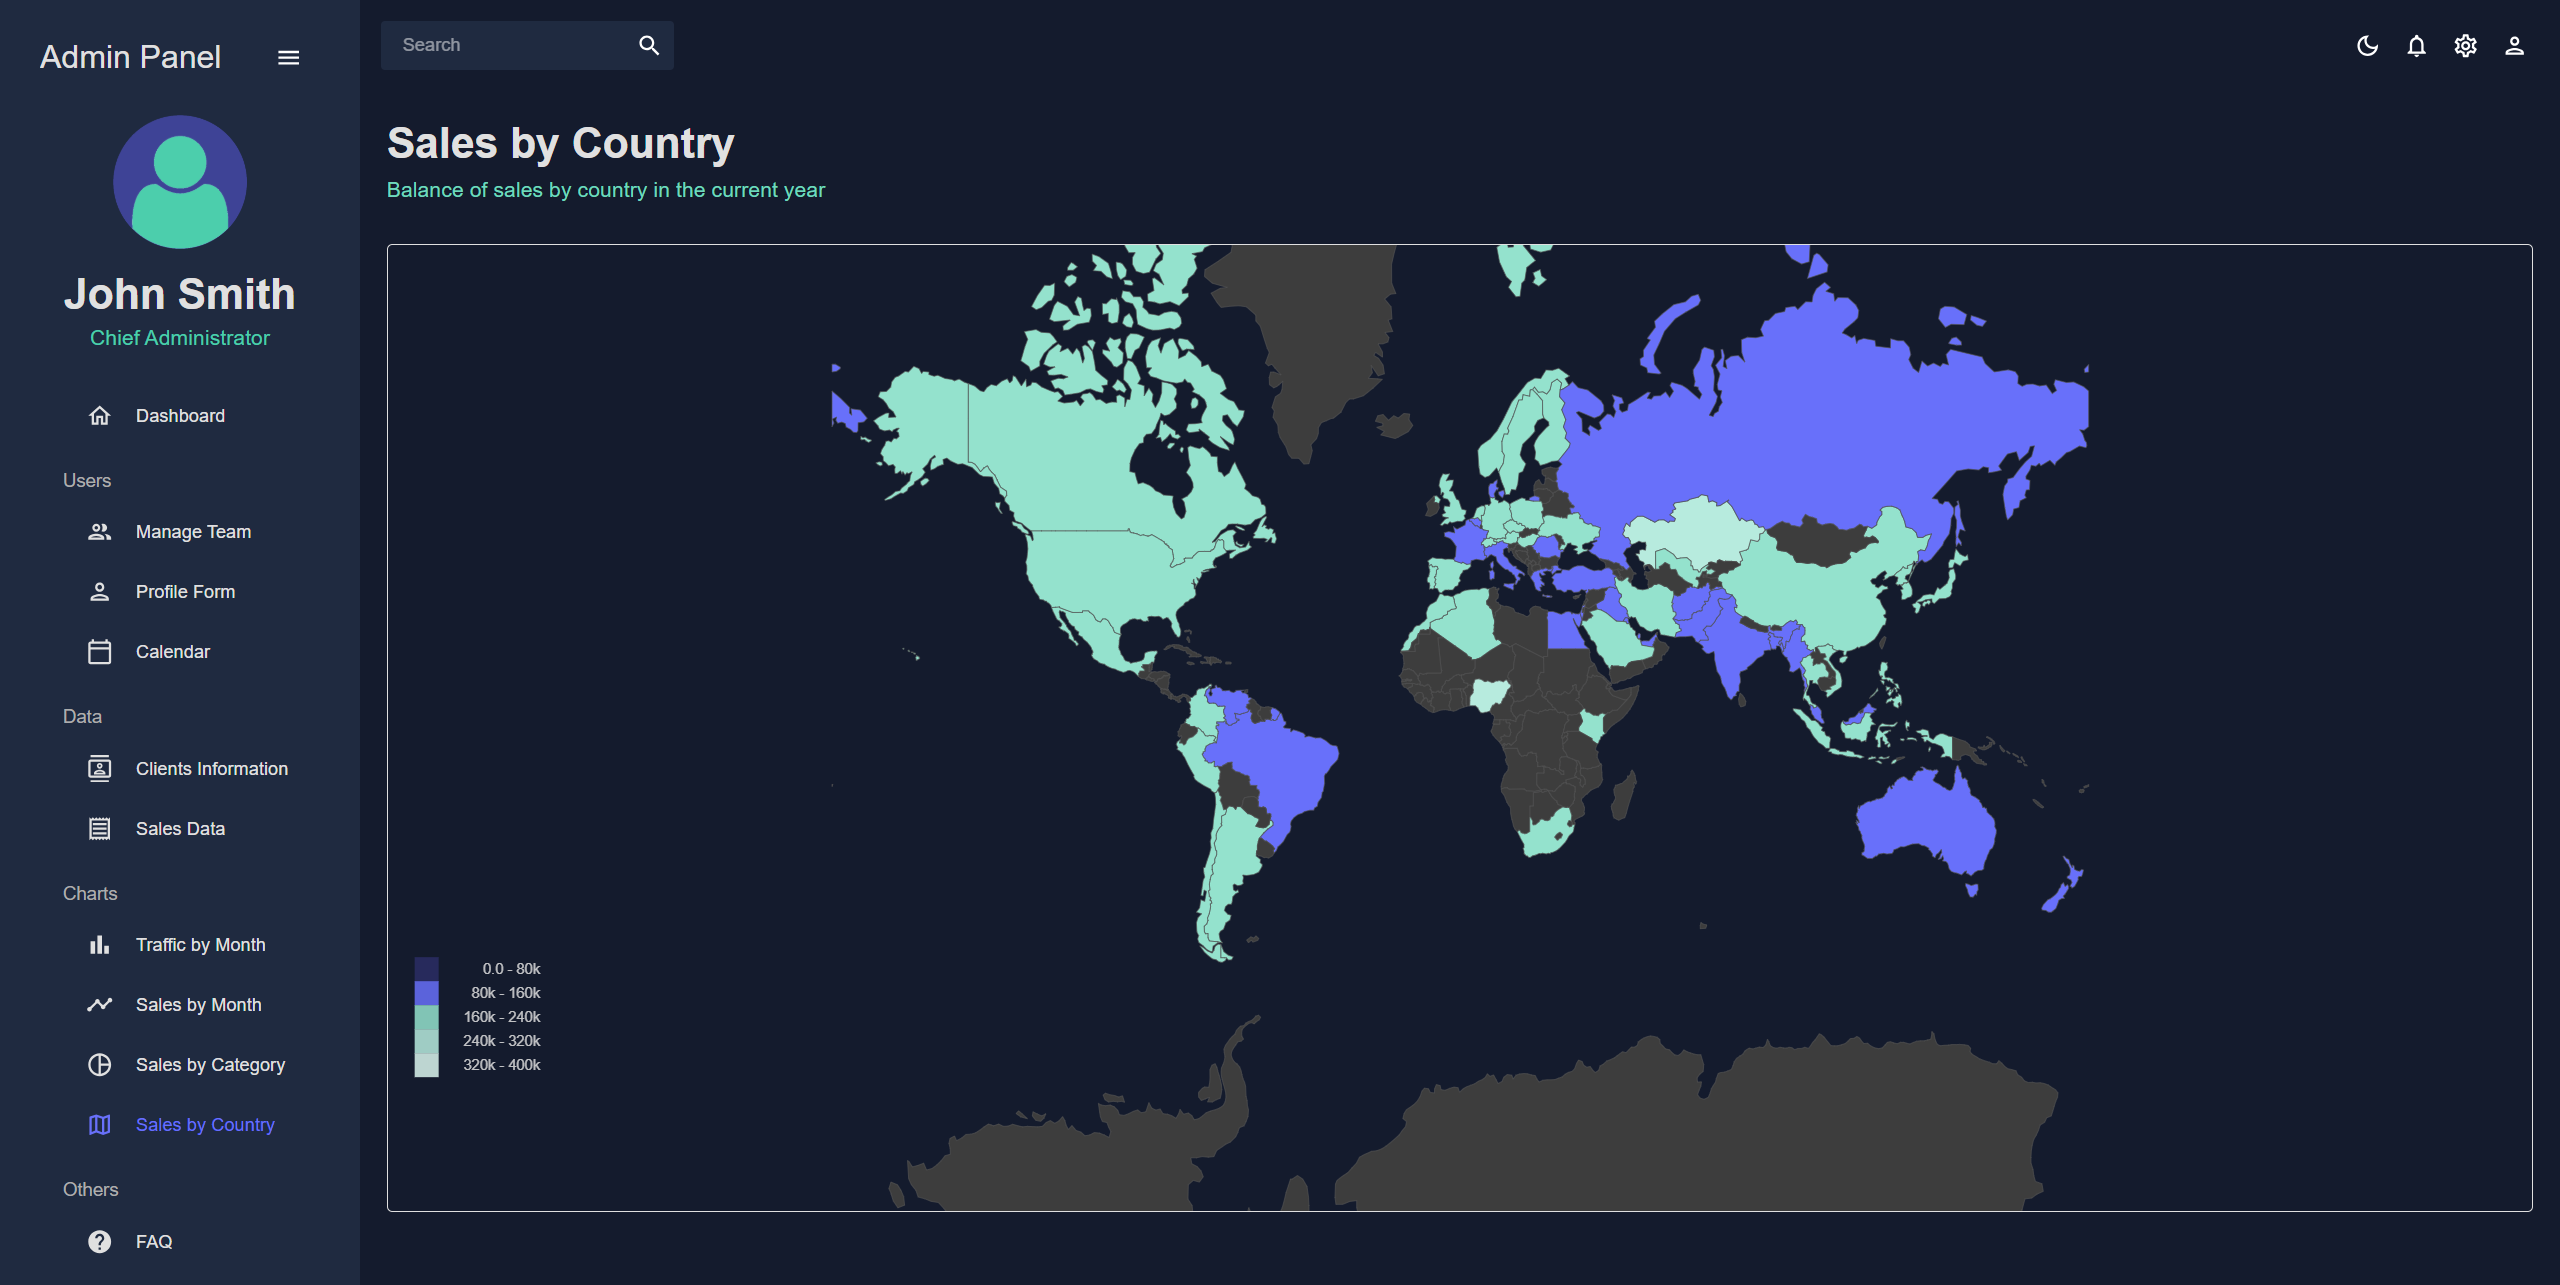 Admin Panel
John Smith
Chief Administrator
Dashboard
Users
Manage Team
Profile Form
Calendar
Data
Clients Information
Sales Data
Charts
Traffic by Month
Sales by Month
Sales by Category
Sales by Country
Others
FAQ
Search
Sales by Country
Balance of sales by country in the current year
0.0 - 80k
80k - 160k
160k - 240k
240k - 320k
320k - 400k